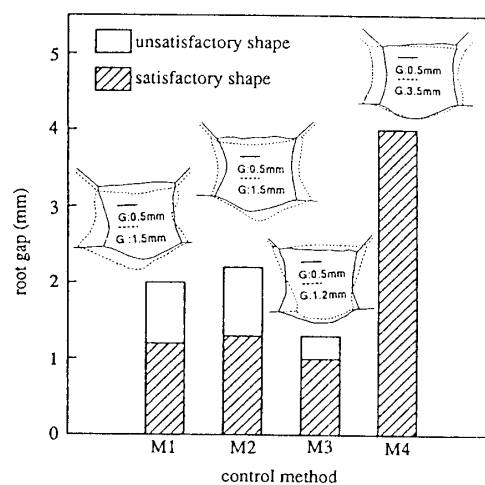 unsatisfactory shape
satisfactory shape
G:0.5mm
G:3.5mm
G:0.5mm
G:1.5mm
G:0.5mm
G:1.5mm
G:0.5mm
G:1.2mm
5
4
3
2
1
0
root gap (mm)
M1 M2 M3 M4
control method